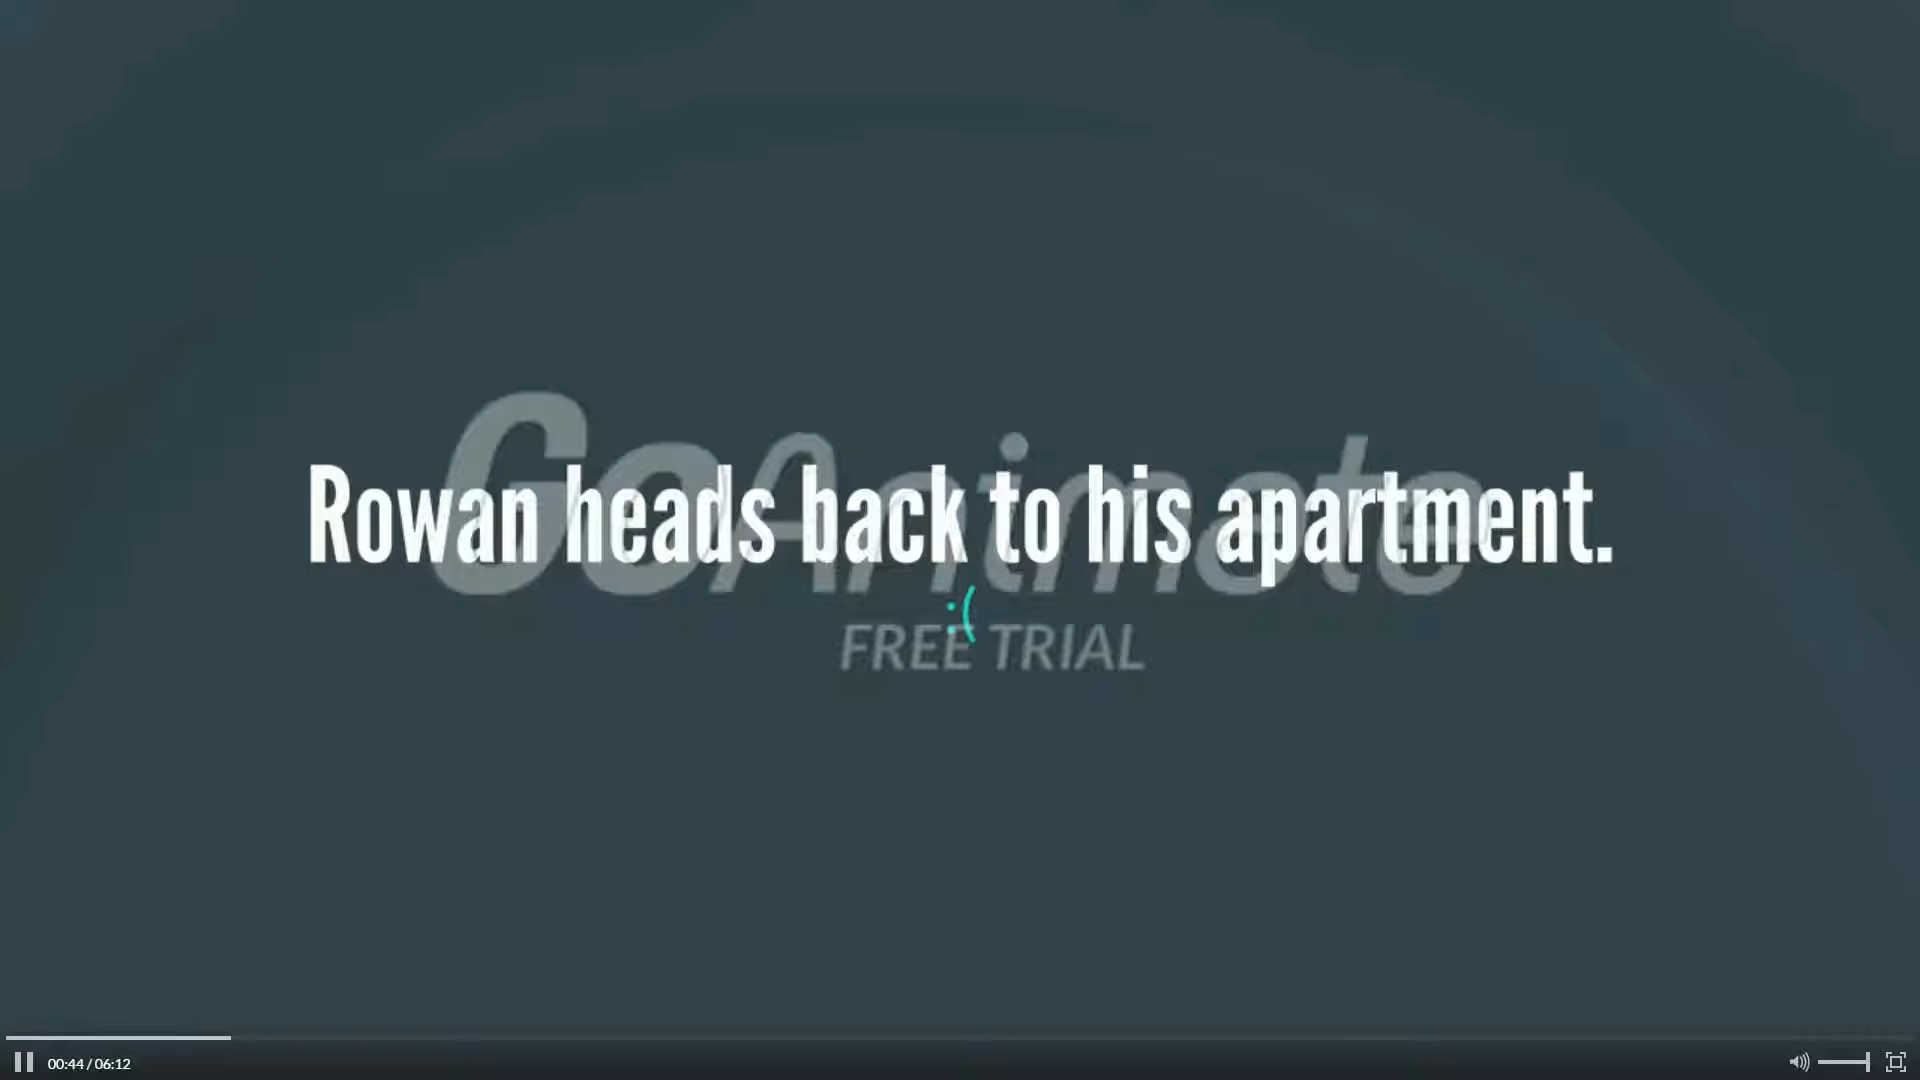 GoAnimate
Rowan heads back to his apartment.
:(
FREE TRIAL
00:44 / 06:12